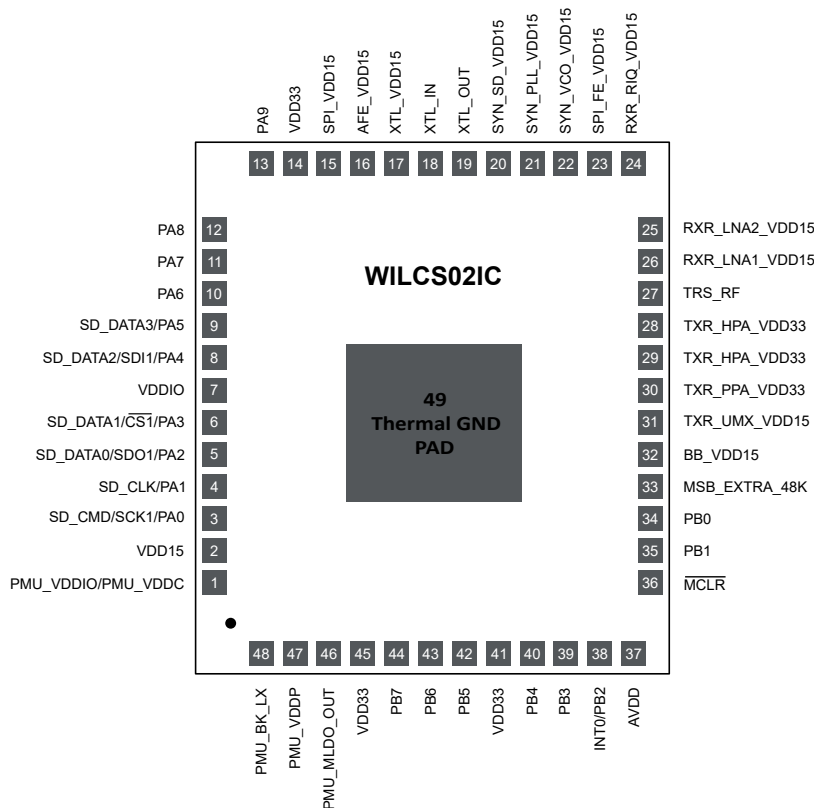 PA9
VDD33
SPI_VDD15
AFE_VDD15
XTL_VDD15
XTL_IN
XTL_OUT
SYN_SD_VDD15
SYN_PLL_VDD15
SYN_VCO_VDD15
SPI_FE_VDD15
RXR_RIQ_VDD15
13 14 15 16 17 18 19 20 21 22 23 24
PA8 12
PA7 11
PA6 10
SD_DATA3/PA5 9
SD_DATA2/SDI1/PA4 8
VDDIO 7
SD_DATA1/C̅S̅1̅/PA3 6
SD_DATA0/SDO1/PA2 5
SD_CLK/PA1 4
SD_CMD/SCK1/PA0 3
VDD15 2
PMU_VDDIO/PMU_VDDC 1
WILCS02IC
49
Thermal GND
PAD
25 RXR_LNA2_VDD15
26 RXR_LNA1_VDD15
27 TRS_RF
28 TXR_HPA_VDD33
29 TXR_HPA_VDD33
30 TXR_PPA_VDD33
31 TXR_UMX_VDD15
32 BB_VDD15
33 MSB_EXTRA_48K
34 PB0
35 PB1
36 M̅C̅L̅R̅
48 47 46 45 44 43 42 41 40 39 38 37
PMU_BK_LX
PMU_VDDP
PMU_MLDO_OUT
VDD33
PB7
PB6
PB5
VDD33
PB4
PB3
INT0/PB2
AVDD